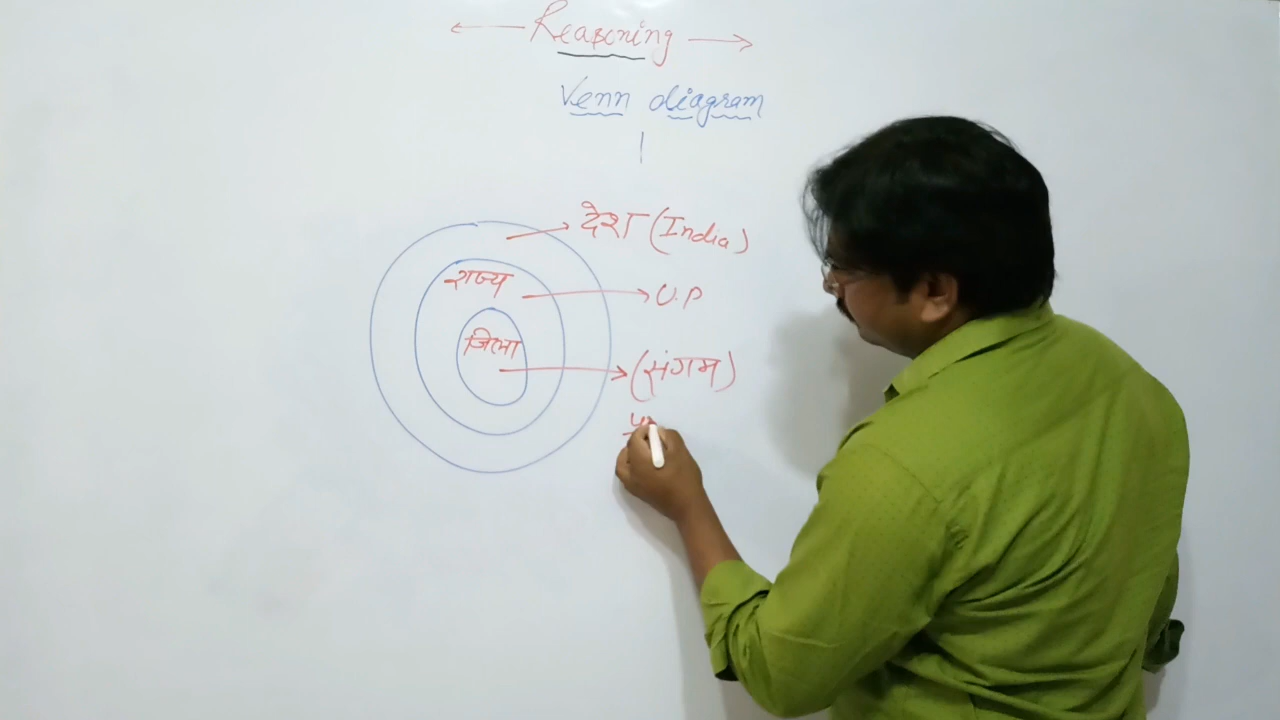 Reasoning
Venn diagram
देश (India)
राज्य
U.P
जिला
(संगम)